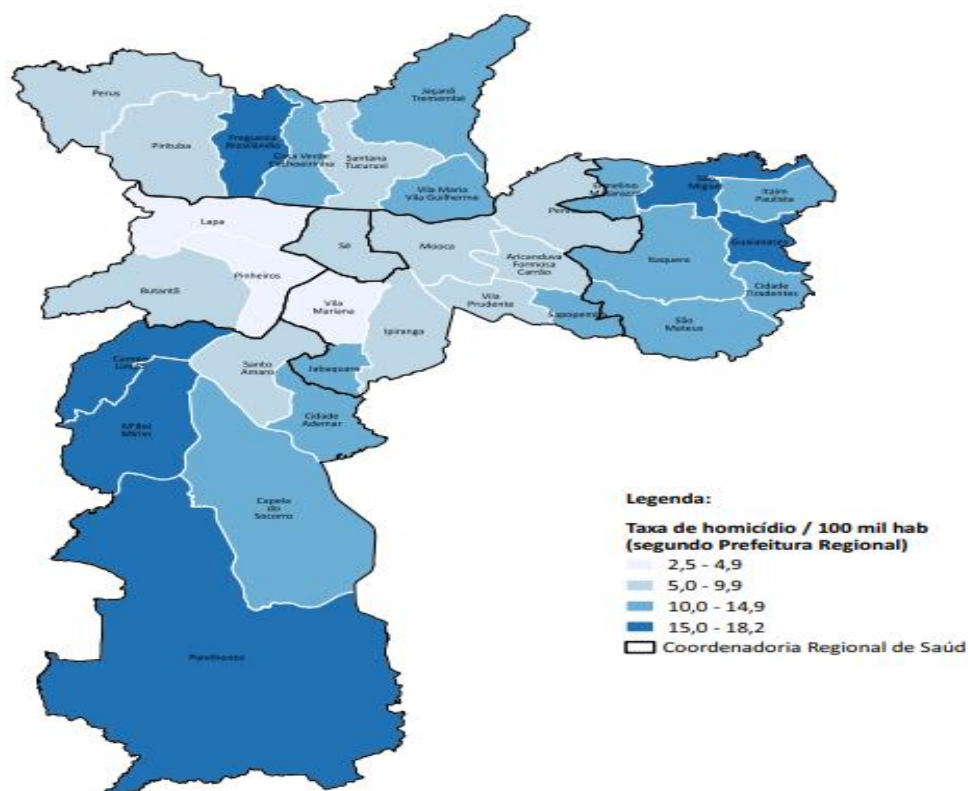 Perus
Pirituba
Freguesia
Brasilândia
Casa Verde
Cachoeirinha
Santana
Tucuruvi
Jaçanã
Tremembé
Vila Maria
Vila Guilherme
Lapa
Sé
Mooca
Penha
Ermelino
Matarazzo
São
Miguel
Itaim
Paulista
Guaianases
Itaquera
Cidade
Tiradentes
São
Mateus
Aricanduva
Formosa
Carrão
Vila
Prudente
Sapopemba
Butantã
Pinheiros
Vila
Mariana
Ipiranga
Campo
Limpo
Santo
Amaro
Jabaquara
Cidade
Ademar
M'Boi
Mirim
Capela
do
Socorro
Parelheiros
Legenda:
Taxa de homicídio / 100 mil hab
(segundo Prefeitura Regional)
2,5 - 4,9
5,0 - 9,9
10,0 - 14,9
15,0 - 18,2
Coordenadoria Regional de Saúd